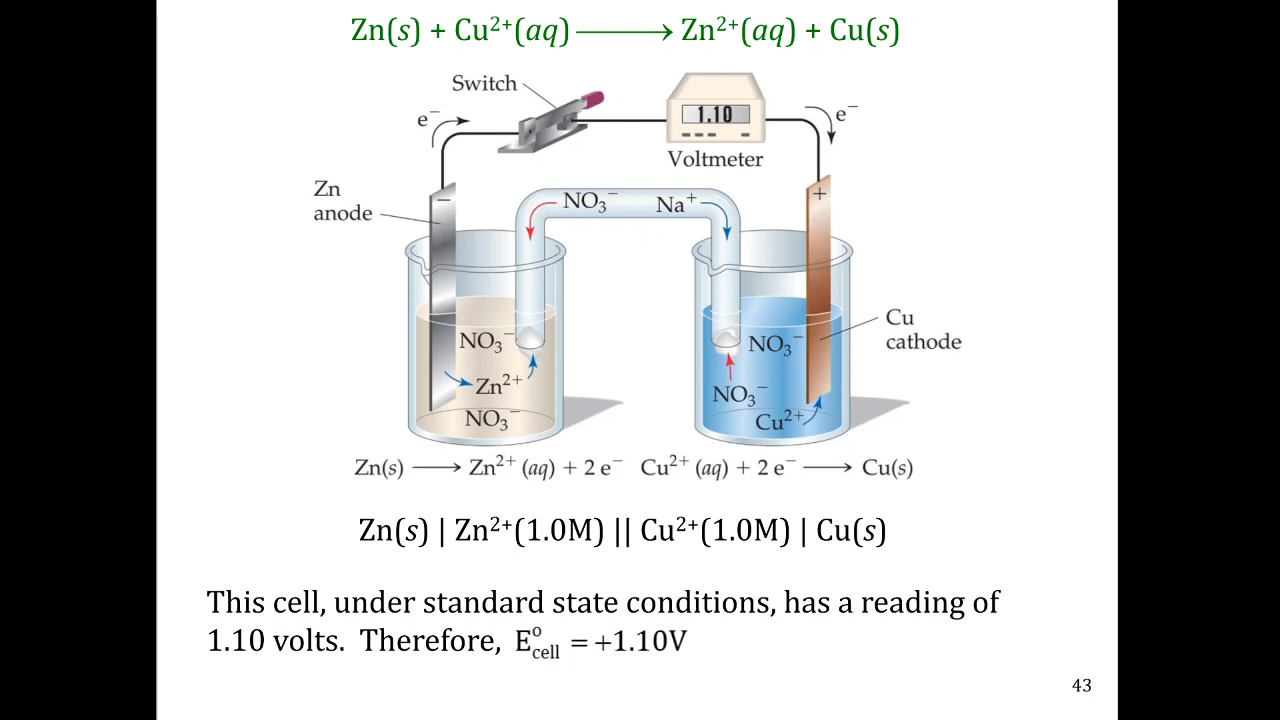 Zn(s) + Cu²⁺(aq) ⟶ Zn²⁺(aq) + Cu(s)
Switch
e⁻
1.10
e⁻
Voltmeter
Zn
anode
−
NO₃⁻
Na⁺
+
Cu
cathode
NO₃⁻
Zn²⁺
NO₃⁻
NO₃⁻
NO₃⁻
Cu²⁺
Zn(s) ⟶ Zn²⁺ (aq) + 2 e⁻
Cu²⁺ (aq) + 2 e⁻ ⟶ Cu(s)
Zn(s) | Zn²⁺(1.0M) || Cu²⁺(1.0M) | Cu(s)
This cell, under standard state conditions, has a reading of
1.10 volts. Therefore, E°cell = +1.10V
43